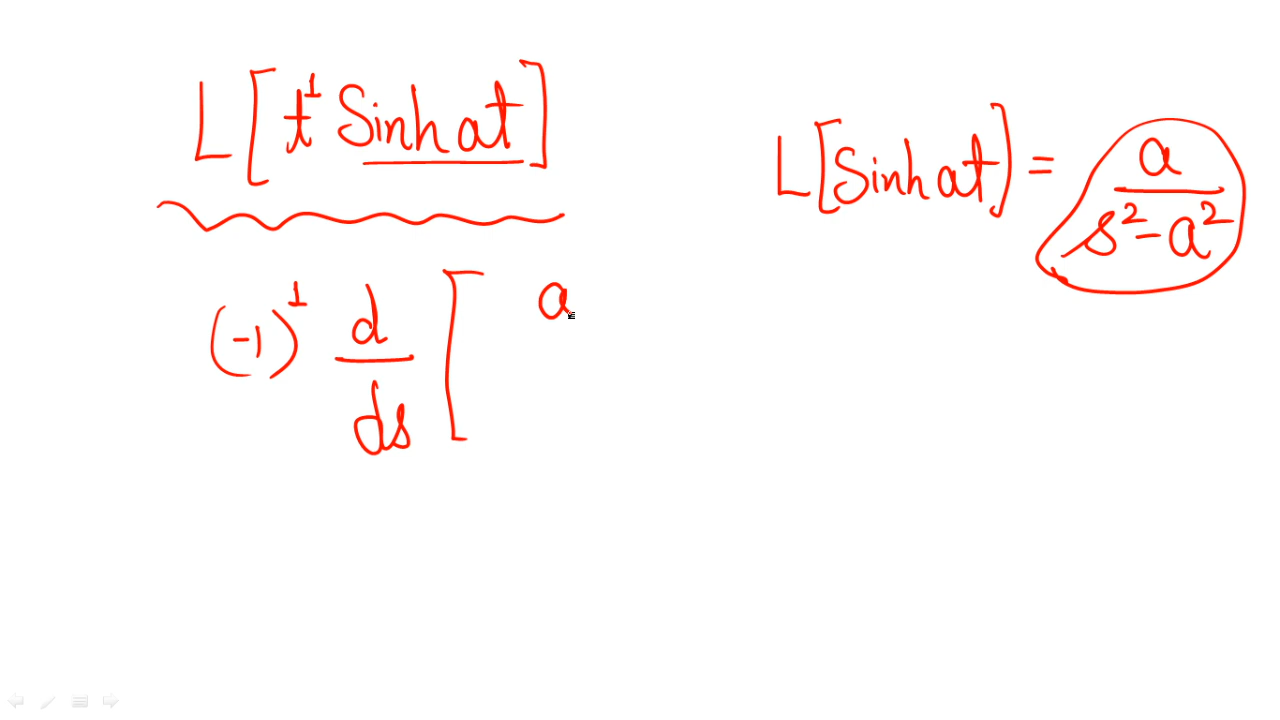 L[t¹ Sinh at]
L[Sinh at] = a / (s² - a²)
(-1)¹ d/ds [ a